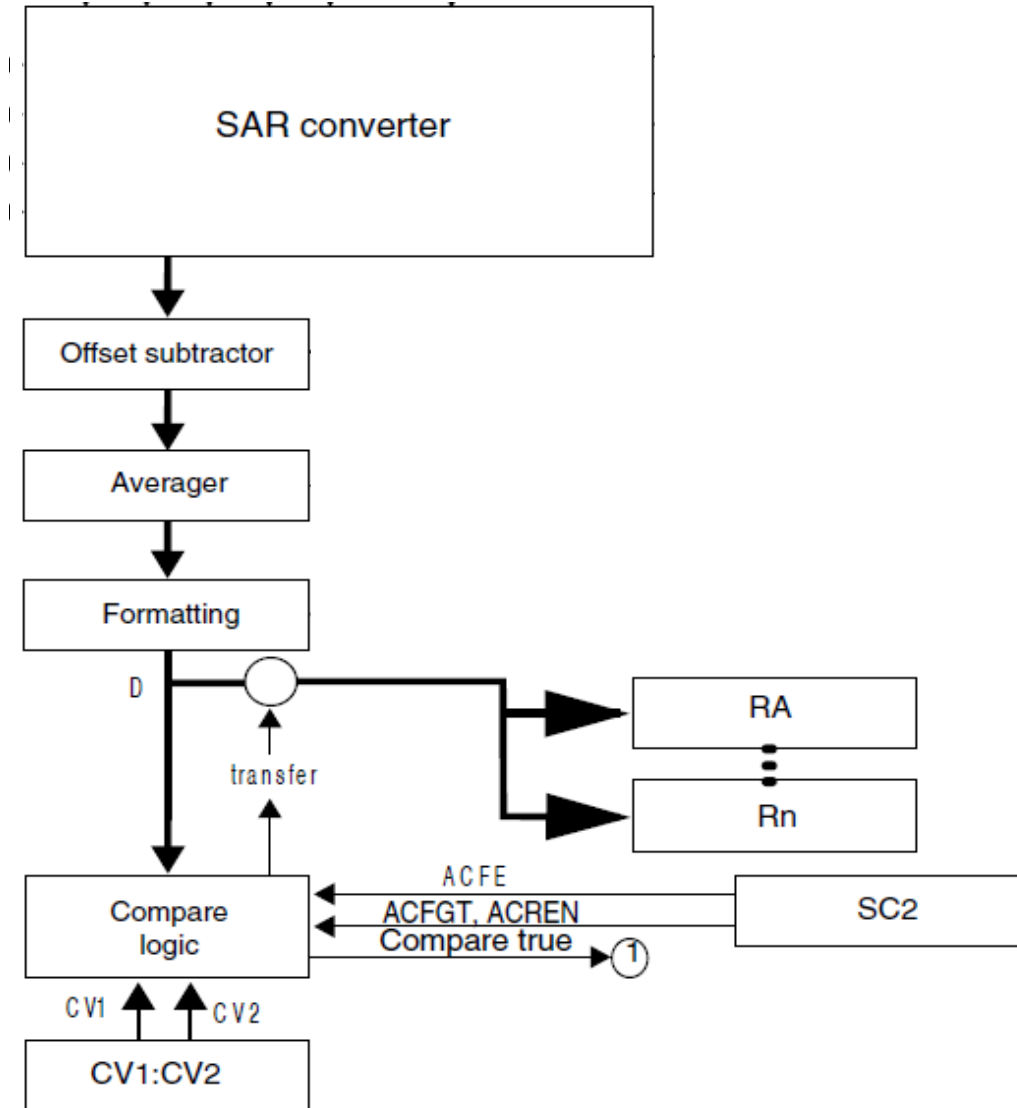 SAR converter
Offset subtractor
Averager
Formatting
D
RA
transfer
Rn
ACFE
Compare
logic
ACFGT, ACREN
SC2
Compare true
1
CV1
CV2
CV1:CV2